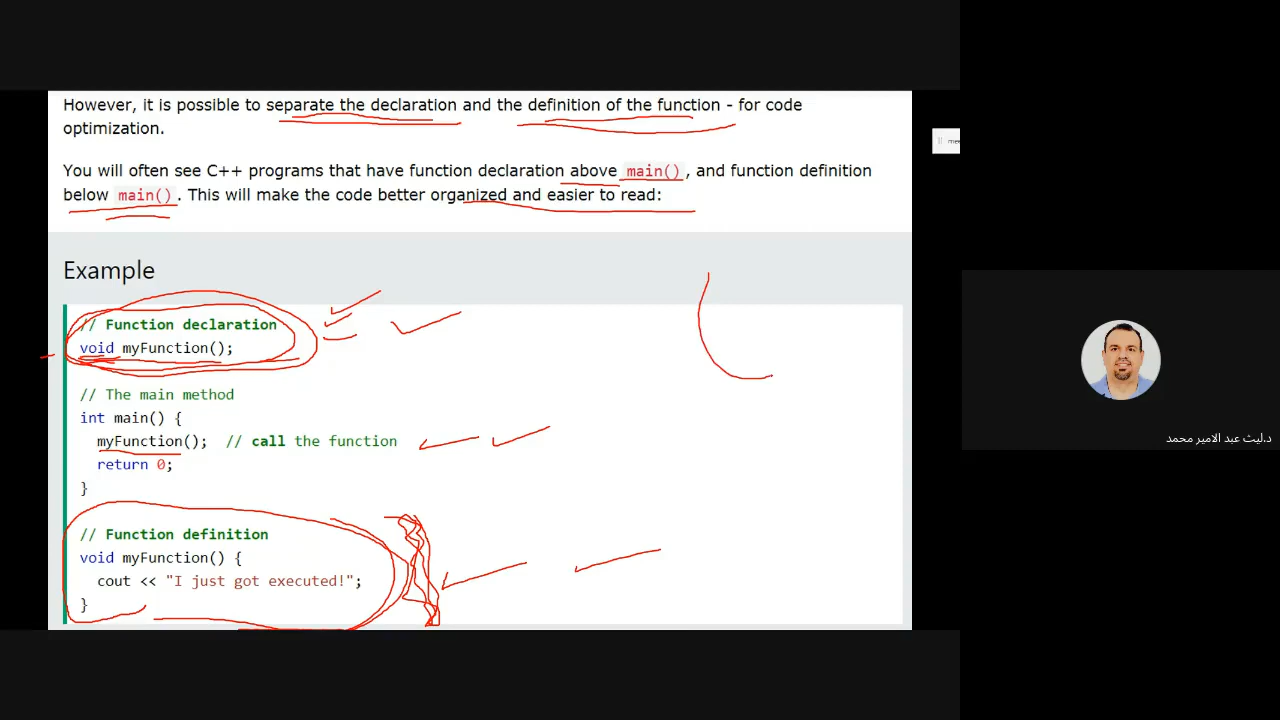 However, it is possible to separate the declaration and the definition of the function - for code
optimization.
You will often see C++ programs that have function declaration above main(), and function definition
below main(). This will make the code better organized and easier to read:
Example
// Function declaration
void myFunction();
// The main method
int main() {
myFunction(); // call the function
return 0;
}
// Function definition
void myFunction() {
cout << "I just got executed!";
}
د.ليث عبد الامير محمد